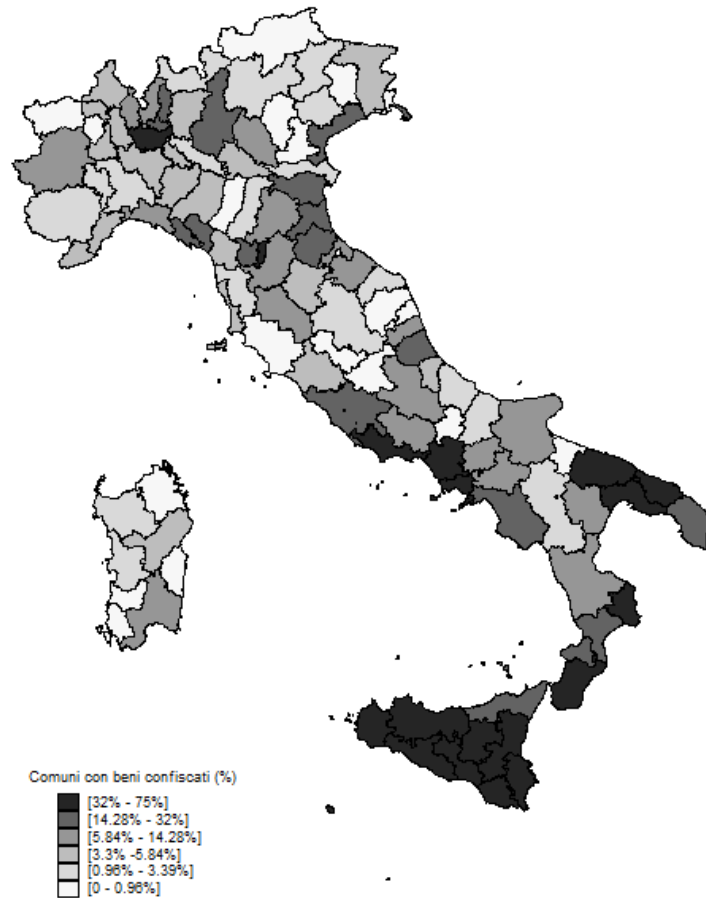 Comuni con beni confiscati (%)
[32% - 75%]
[14.28% - 32%]
[5.84% - 14.28%]
[3.3% -5.84%]
[0.96% - 3.39%]
[0 - 0.96%]